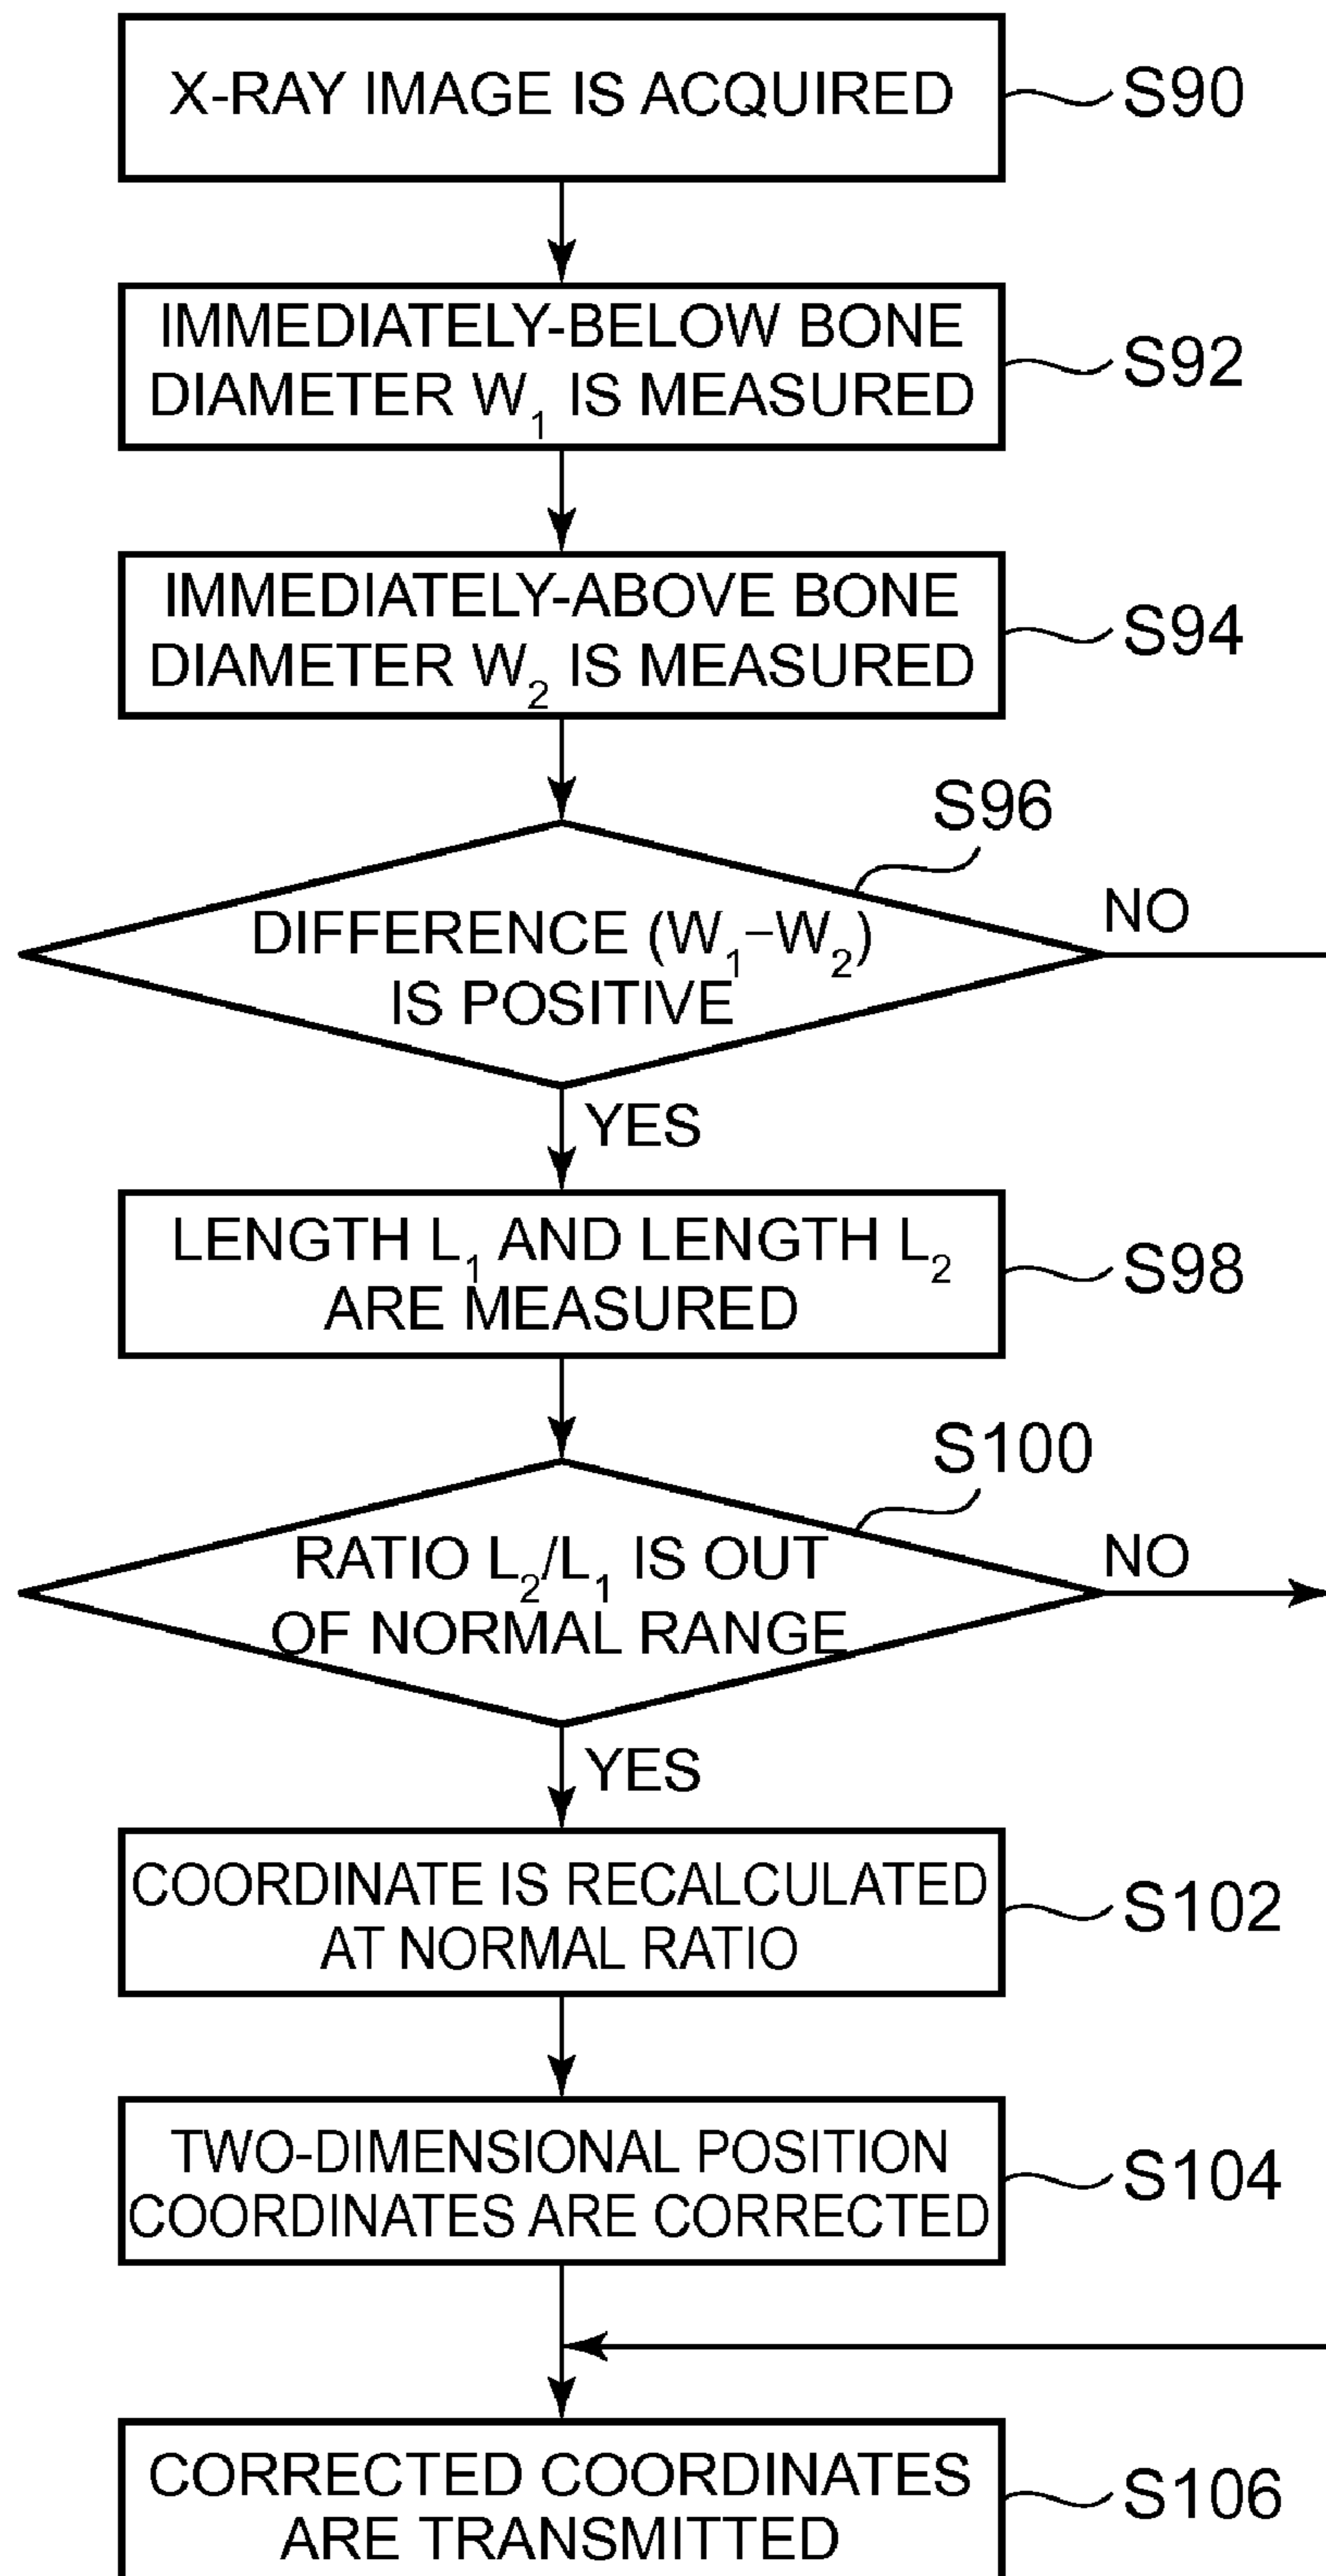 X-RAY IMAGE IS ACQUIRED
S90
IMMEDIATELY-BELOW BONE
DIAMETER W₁ IS MEASURED
S92
IMMEDIATELY-ABOVE BONE
DIAMETER W₂ IS MEASURED
S94
S96
DIFFERENCE (W₁–W₂)
IS POSITIVE
NO
YES
LENGTH L₁ AND LENGTH L₂
ARE MEASURED
S98
S100
RATIO L₂/L₁ IS OUT
OF NORMAL RANGE
NO
YES
COORDINATE IS RECALCULATED
AT NORMAL RATIO
S102
TWO-DIMENSIONAL POSITION
COORDINATES ARE CORRECTED
S104
CORRECTED COORDINATES
ARE TRANSMITTED
S106